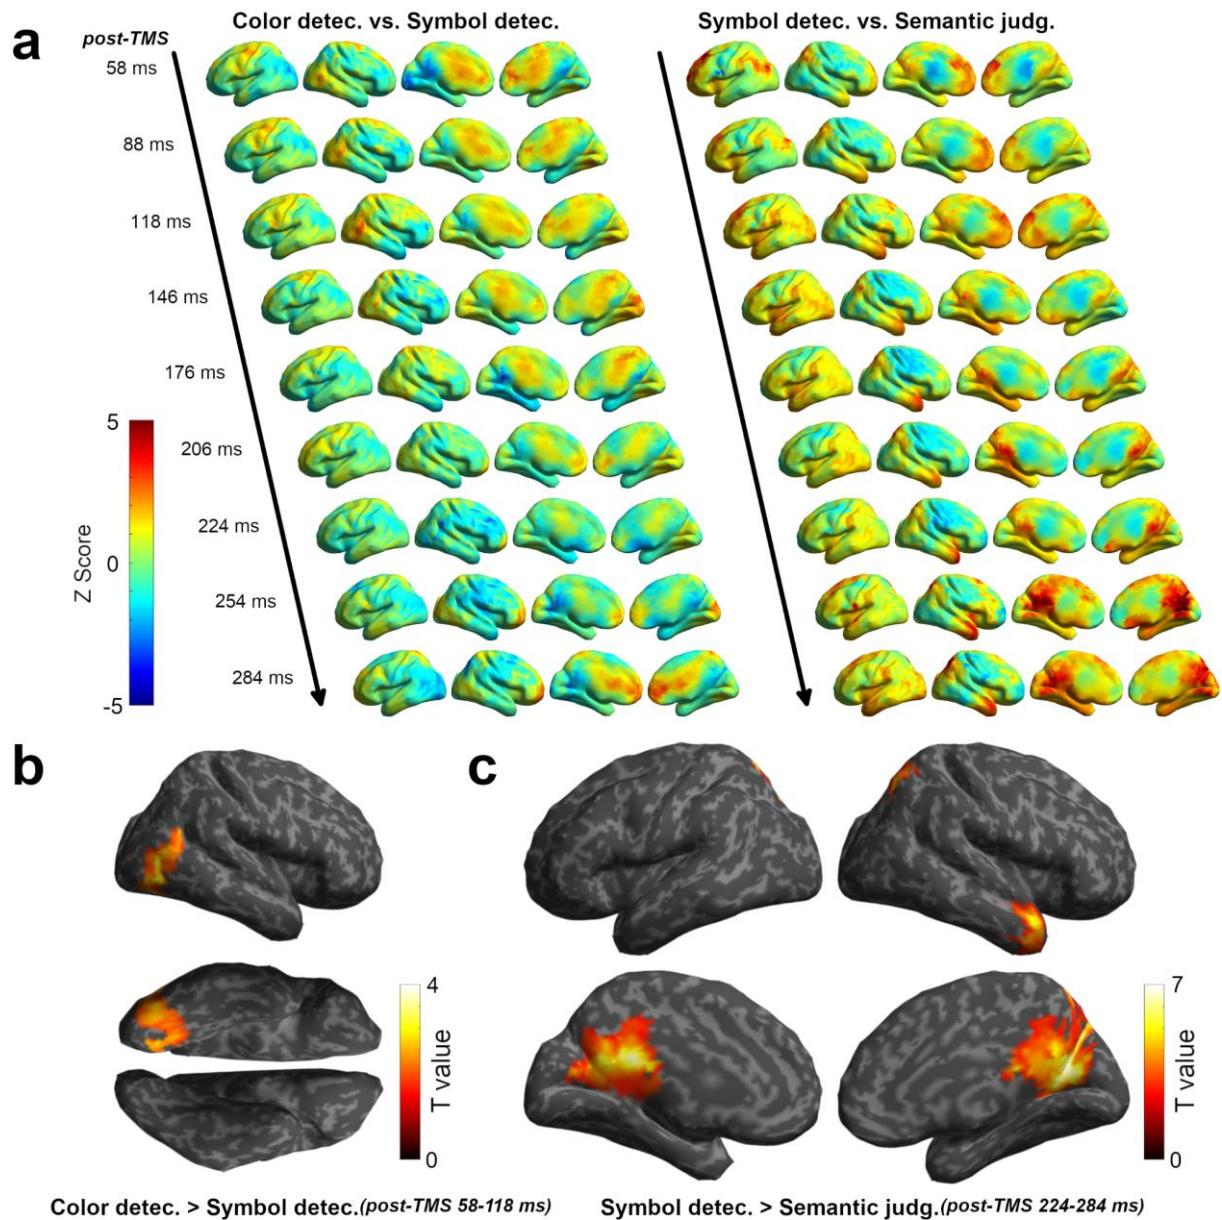 a
Color detec. vs. Symbol detec.
Symbol detec. vs. Semantic judg.
post-TMS
58 ms
88 ms
118 ms
146 ms
176 ms
206 ms
224 ms
254 ms
284 ms
5
0
-5
Z Score
b
4
0
T value
Color detec. > Symbol detec.(post-TMS 58-118 ms)
c
7
0
T value
Symbol detec. > Semantic judg.(post-TMS 224-284 ms)